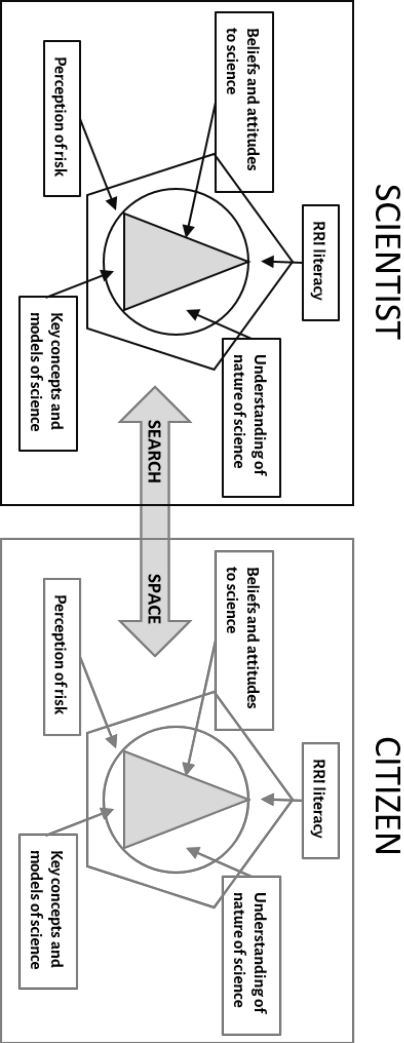 SCIENTIST
RRI literacy
Beliefs and attitudes
to science
Understanding of
nature of science
Perception of risk
Key concepts and
models of science
SEARCH
SPACE
CITIZEN
RRI literacy
Beliefs and attitudes
to science
Understanding of
nature of science
Perception of risk
Key concepts and
models of science